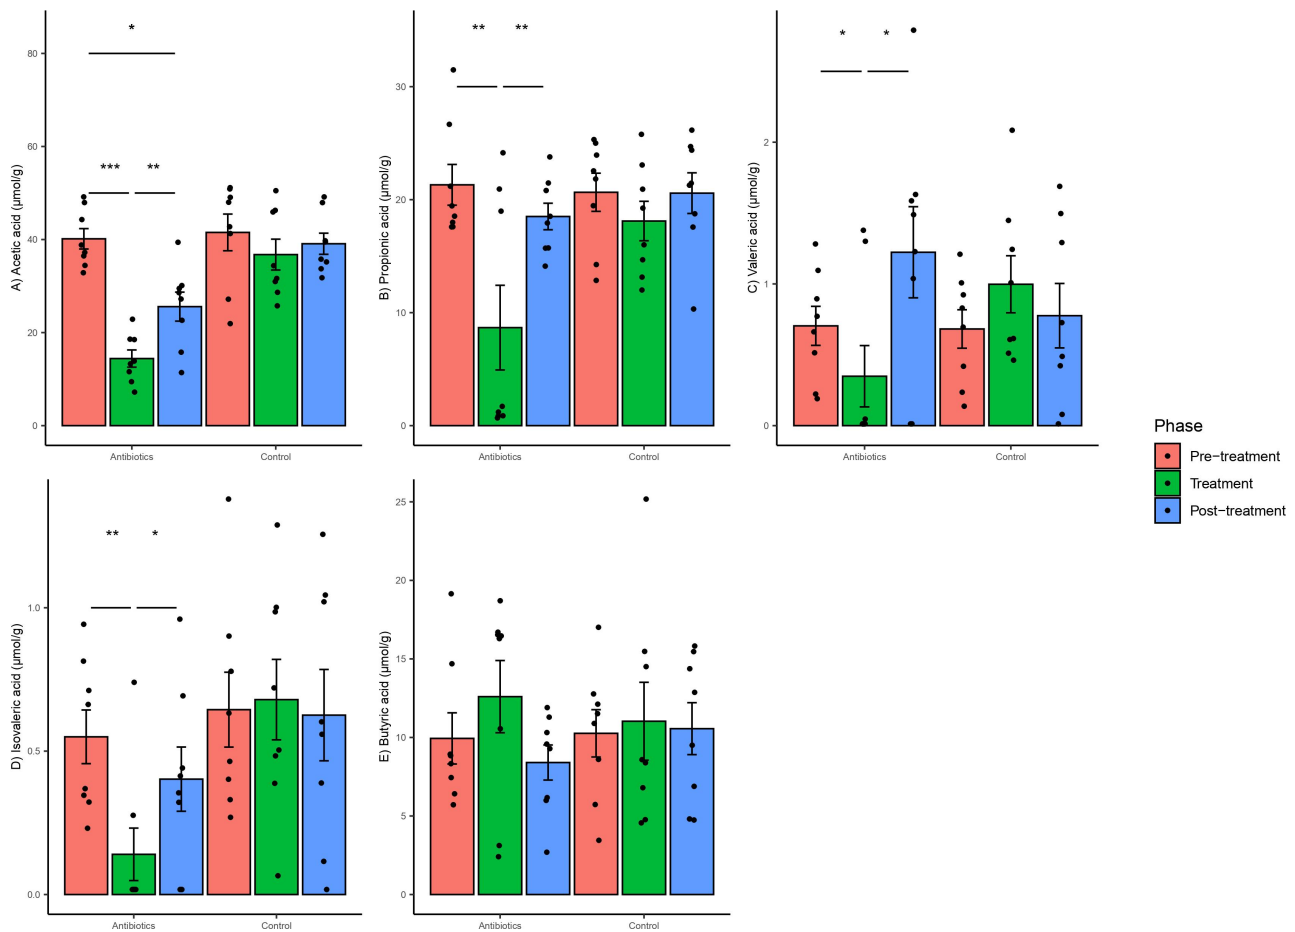 A) Acetic acid (μmol/g)
80
60
40
20
0
*
***
**
Antibiotics
Control
B) Propionic acid (μmol/g)
30
20
10
0
**
**
Antibiotics
Control
C) Valeric acid (μmol/g)
2
1
0
*
*
Antibiotics
Control
D) Isovaleric acid (μmol/g)
1.0
0.5
0.0
**
*
Antibiotics
Control
E) Butyric acid (μmol/g)
25
20
15
10
5
0
Antibiotics
Control
Phase
Pre−treatment
Treatment
Post−treatment